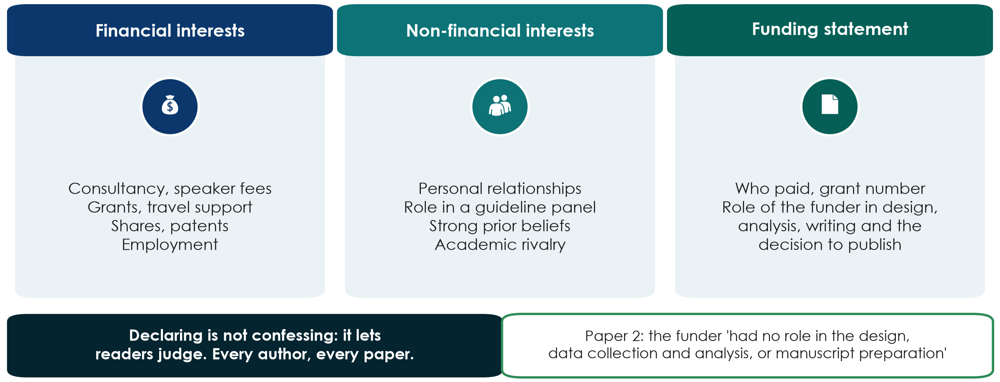 Financial interests
Non-financial interests
Funding statement
$
Consultancy, speaker fees
Grants, travel support
Shares, patents
Employment
Personal relationships
Role in a guideline panel
Strong prior beliefs
Academic rivalry
Who paid, grant number
Role of the funder in design,
analysis, writing and the
decision to publish
Declaring is not confessing: it lets
readers judge. Every author, every paper.
Paper 2: the funder 'had no role in the design,
data collection and analysis, or manuscript preparation'